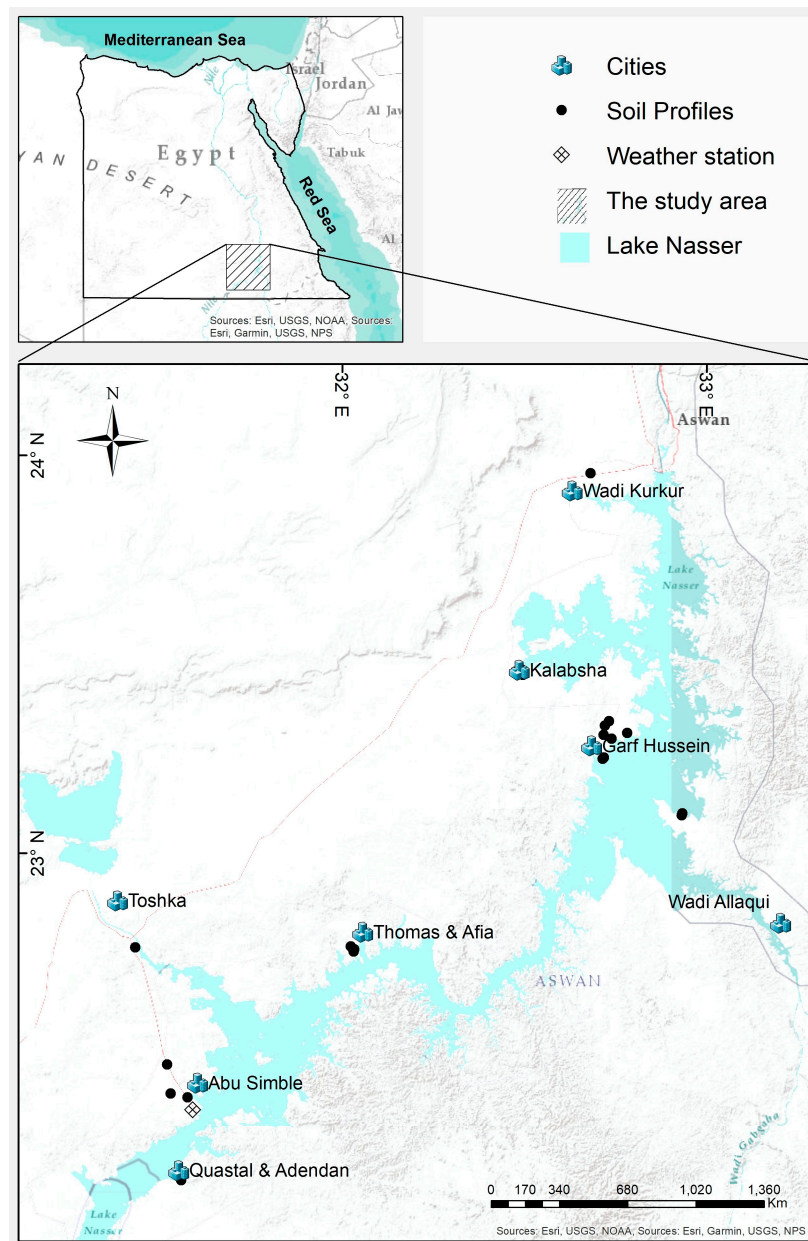 Mediterranean Sea
Nile
Israel
Jordan
Al Jaw
Egypt
Tabuk
YAN DESERT
Red Sea
Al
Nile
Sources: Esri, USGS, NOAA, Sources:
Esri, Garmin, USGS, NPS
Cities
Soil Profiles
Weather station
The study area
Lake Nasser
32° E
33° E
N
Aswan
24° N
Wadi Kurkur
Lake
Nasser
Kalabsha
Garf Hussein
23° N
Toshka
Wadi Allaqui
Thomas & Afia
ASWAN
Abu Simble
Quastal & Adendan
Wadi Gabgaba
0 170 340 680 1,020 1,360
Km
Lake
Nasser
Sources: Esri, USGS, NOAA, Sources: Esri, Garmin, USGS, NPS